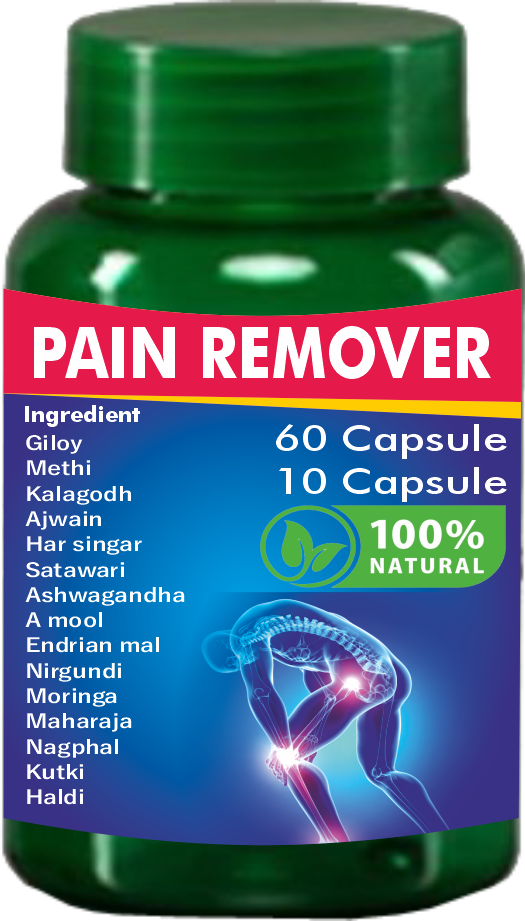 PAIN REMOVER
Ingredient
Giloy
Methi
Kalagodh
Ajwain
Har singar
Satawari
Ashwagandha
A mool
Endrian mal
Nirgundi
Moringa
Maharaja
Nagphal
Kutki
Haldi
60 Capsule
10 Capsule
100%
NATURAL